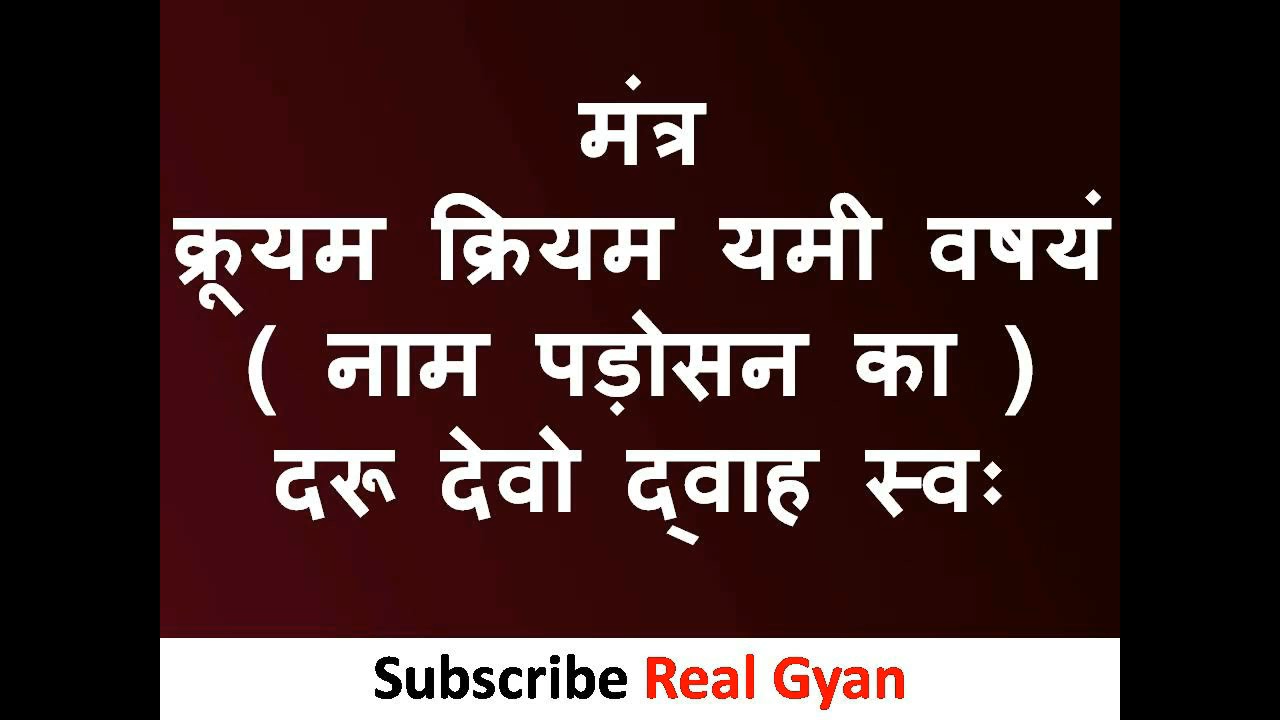 मंत्र
क्रूयम क्रियम यमी वषयं
( नाम पड़ोसन का )
दरू देवो द्‌वाह स्वः
Subscribe Real Gyan